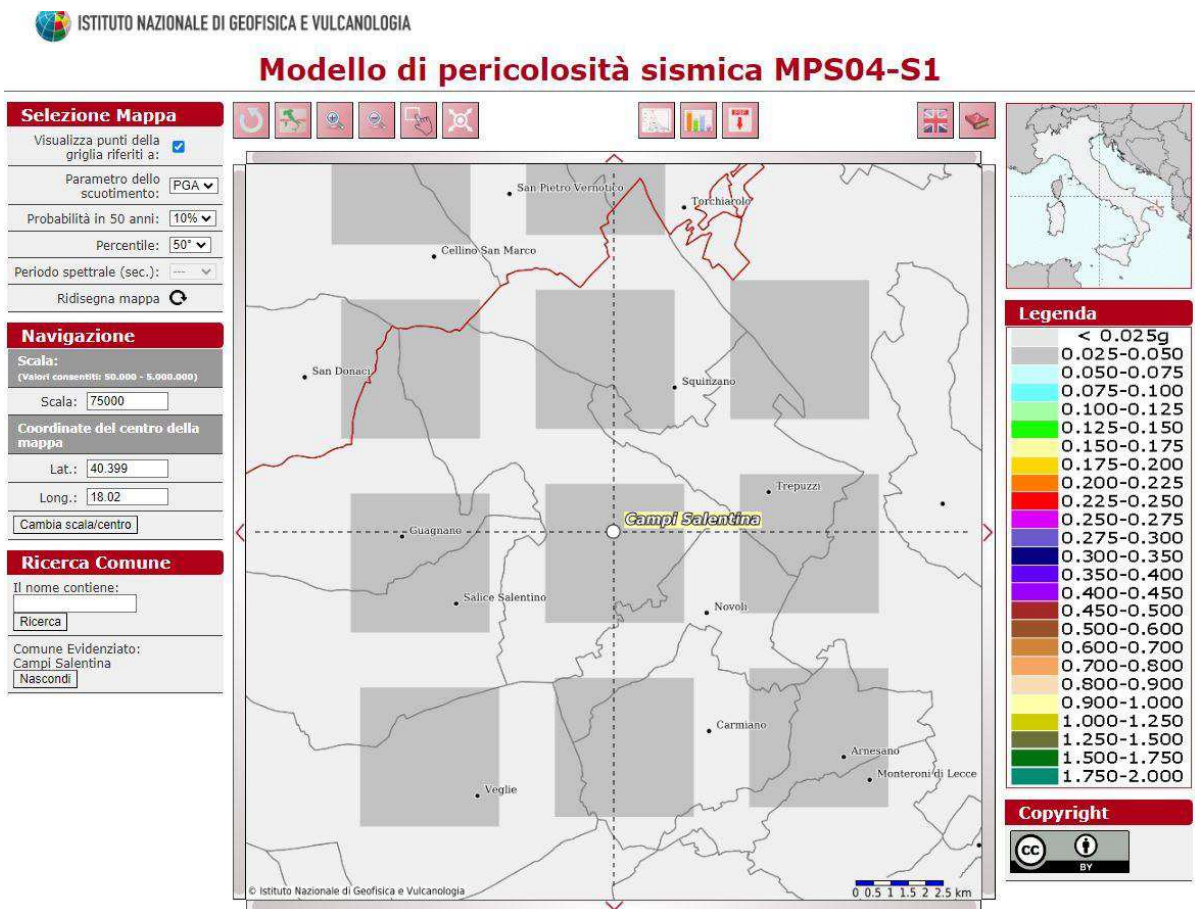 ISTITUTO NAZIONALE DI GEOFISICA E VULCANOLOGIA
Modello di pericolosità sismica MPS04-S1
Selezione Mappa
Visualizza punti della
griglia riferiti a:
Parametro dello
scuotimento:
PGA
Probabilità in 50 anni:
10%
Percentile:
50°
Periodo spettrale (sec.):
---
Ridisegna mappa
Navigazione
Scala:
(Valori consentiti: 50.000 - 5.000.000)
Scala:
75000
Coordinate del centro della
mappa
Lat.:
40.399
Long.:
18.02
Cambia scala/centro
Ricerca Comune
Il nome contiene:
Ricerca
Comune Evidenziato:
Campi Salentina
Nascondi
PDF
San Pietro Vernotico
Torchiarolo
Cellino San Marco
San Donaci
Squinzano
Trepuzzi
Campi Salentina
Guagnano
Salice Salentino
Novoli
Carmiano
Arnesano
Monteroni di Lecce
Veglie
© Istituto Nazionale di Geofisica e Vulcanologia
0 0.5 1 1.5 2 2.5 km
Legenda
< 0.025g
0.025-0.050
0.050-0.075
0.075-0.100
0.100-0.125
0.125-0.150
0.150-0.175
0.175-0.200
0.200-0.225
0.225-0.250
0.250-0.275
0.275-0.300
0.300-0.350
0.350-0.400
0.400-0.450
0.450-0.500
0.500-0.600
0.600-0.700
0.700-0.800
0.800-0.900
0.900-1.000
1.000-1.250
1.250-1.500
1.500-1.750
1.750-2.000
Copyright
cc
BY